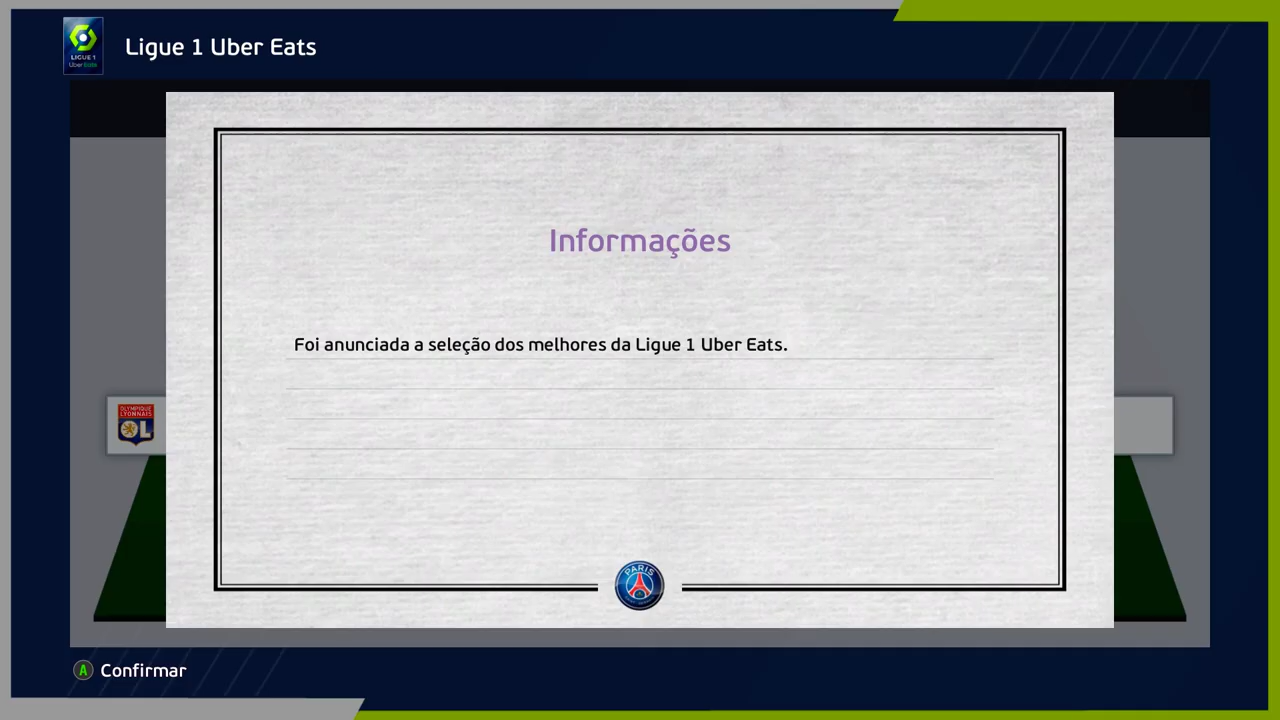 LIGUE 1
Uber Eats
Ligue 1 Uber Eats
Informações
Foi anunciada a seleção dos melhores da Ligue 1 Uber Eats.
OLYMPIQUE
LYONNAIS
OL
PARIS
A Confirmar